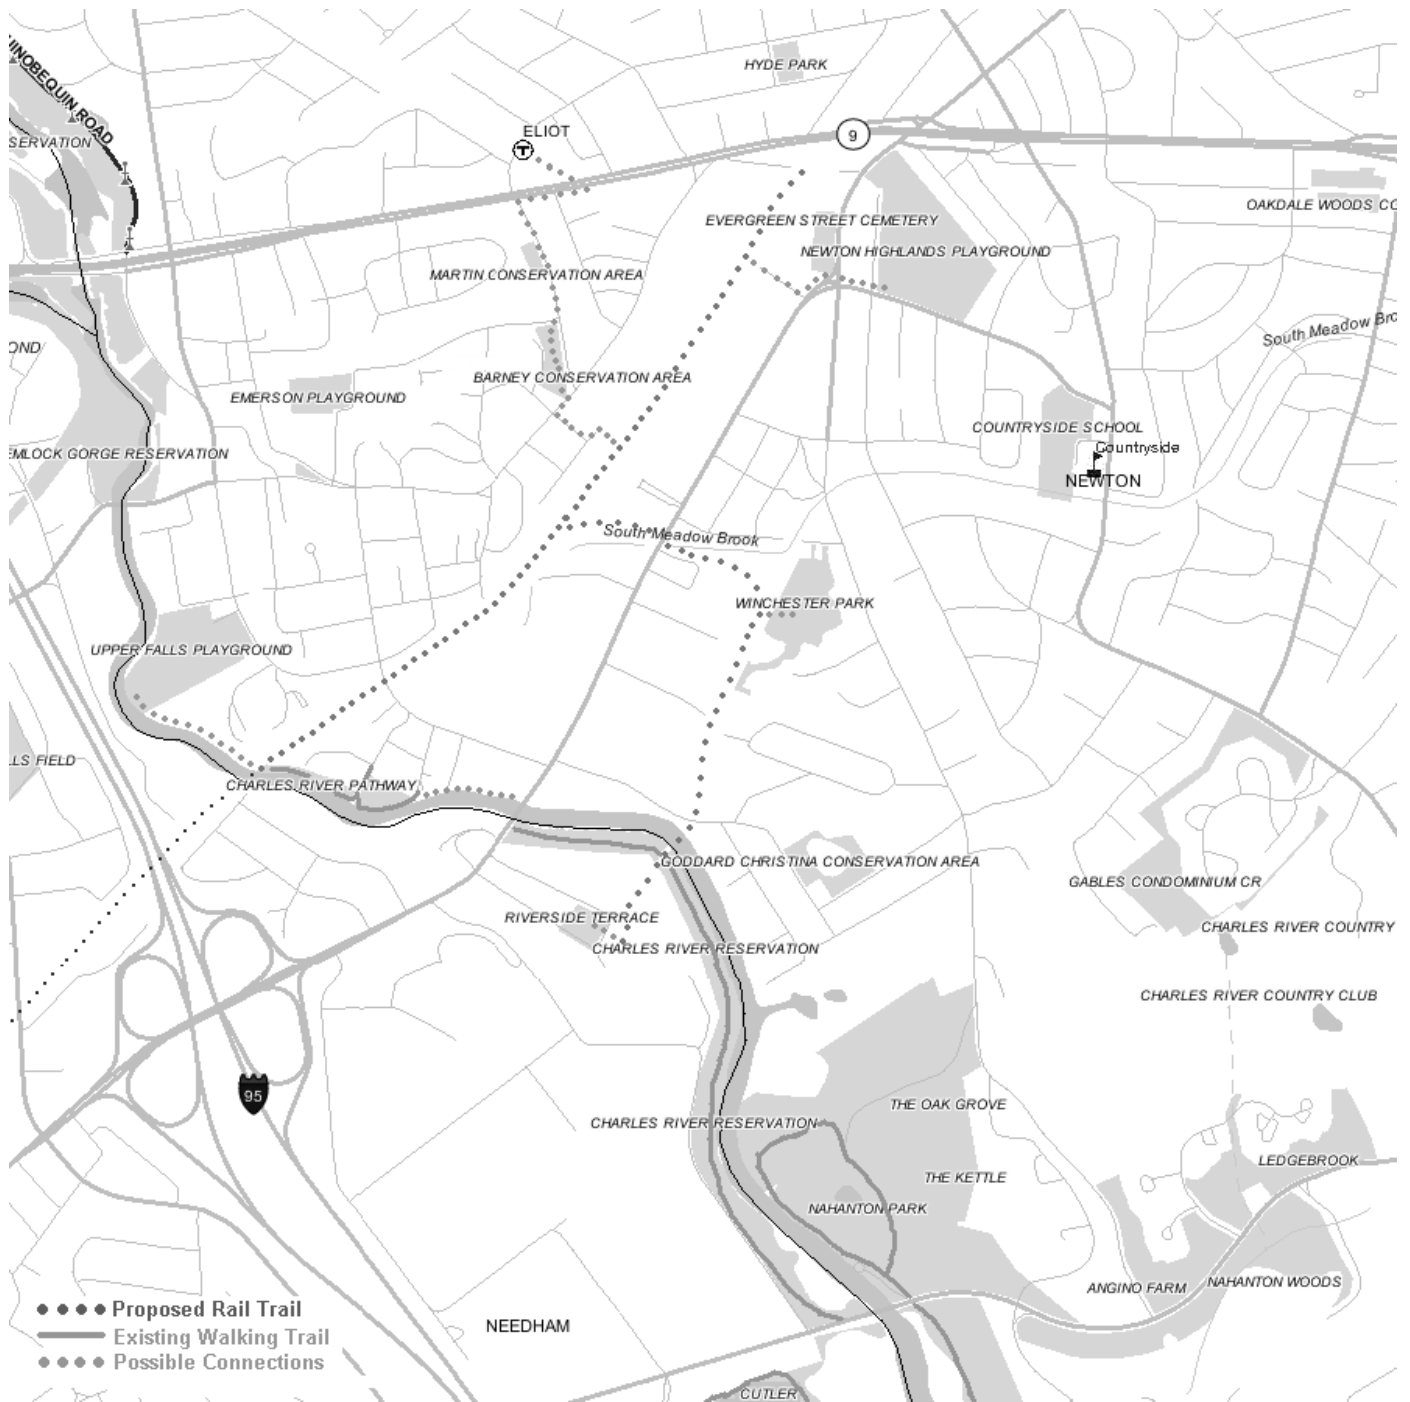 HYDE PARK
INOBEQUIN ROAD
SERVATION
ELIOT
T
9
OAKDALE WOODS CO
EVERGREEN STREET CEMETERY
NEWTON HIGHLANDS PLAYGROUND
MARTIN CONSERVATION AREA
South Meadow Bro
OND/
BARNEY CONSERVATION AREA
EMERSON PLAYGROUND
COUNTRYSIDE SCHOOL
Countryside
EMLOCK GORGE RESERVATION
NEWTON
South Meadow Brook
WINCHESTER PARK
UPPER FALLS PLAYGROUND
LLS FIELD
CHARLES RIVER PATHWAY
GODDARD CHRISTINA CONSERVATION AREA
GABLES CONDOMINIUM CR
RIVERSIDE TERRACE
CHARLES RIVER COUNTRY
CHARLES RIVER RESERVATION
CHARLES RIVER COUNTRY CLUB
95
THE OAK GROVE
CHARLES RIVER RESERVATION
LEDGEBROOK
THE KETTLE
NAHANTON PARK
NAHANTON WOODS
ANGINO FARM
Proposed Rail Trail
NEEDHAM
Existing Walking Trail
Possible Connections
CUTLER